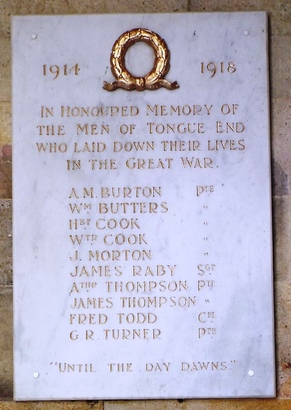 1914 1918
IN HONOURED MEMORY OF
THE MEN OF TONGUE END
WHO LAID DOWN THEIR LIVES
IN THE GREAT WAR.
A.M. BURTON PTE
WM BUTTERS "
HBT COOK "
WTR COOK "
J. MORTON "
JAMES RABY SGT
ATHR THOMPSON PTE
JAMES THOMPSON "
FRED TODD CPL
G.R. TURNER PTE
"UNTIL THE DAY DAWNS."